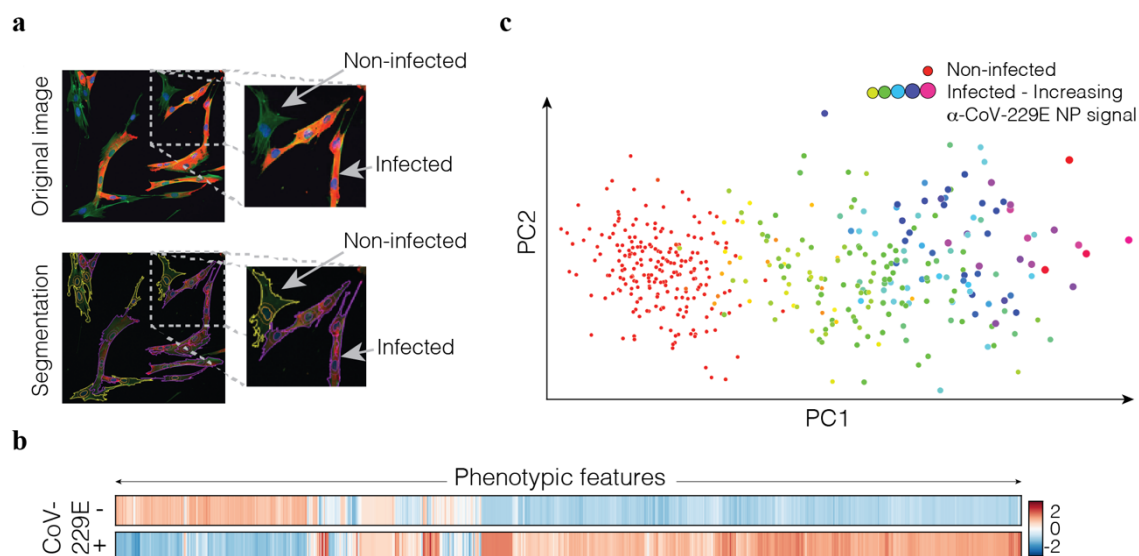 a
Original image
Non-infected
Infected
Segmentation
Non-infected
Infected
c
Non-infected
Infected - Increasing
α-CoV-229E NP signal
PC2
PC1
b
Phenotypic features
CoV-
229E
-
+
2
0
-2